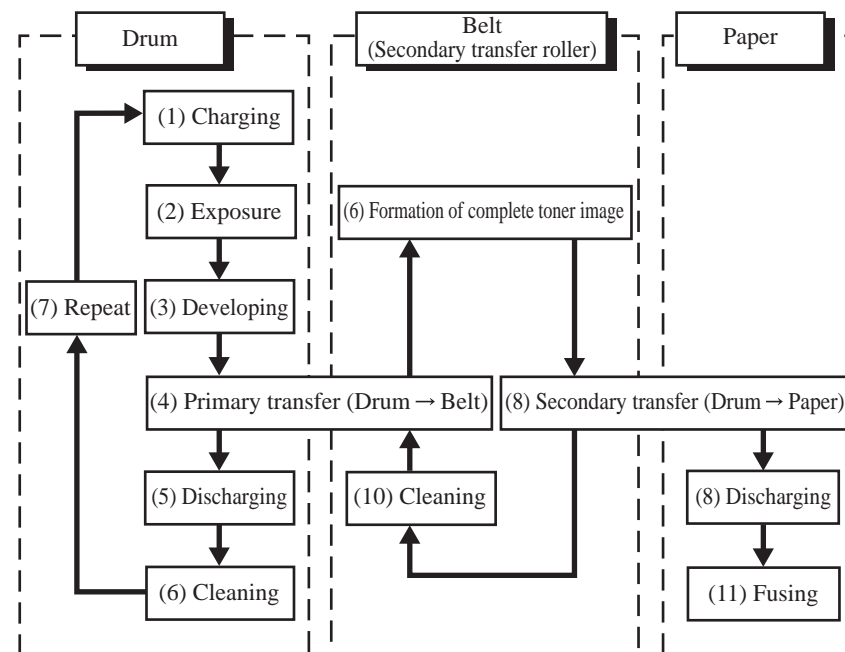 Drum
Belt
(Secondary transfer roller)
Paper
(1) Charging
(2) Exposure
(6) Formation of complete toner image
(7) Repeat
(3) Developing
(4) Primary transfer (Drum → Belt)
(8) Secondary transfer (Drum → Paper)
(5) Discharging
(10) Cleaning
(8) Discharging
(6) Cleaning
(11) Fusing